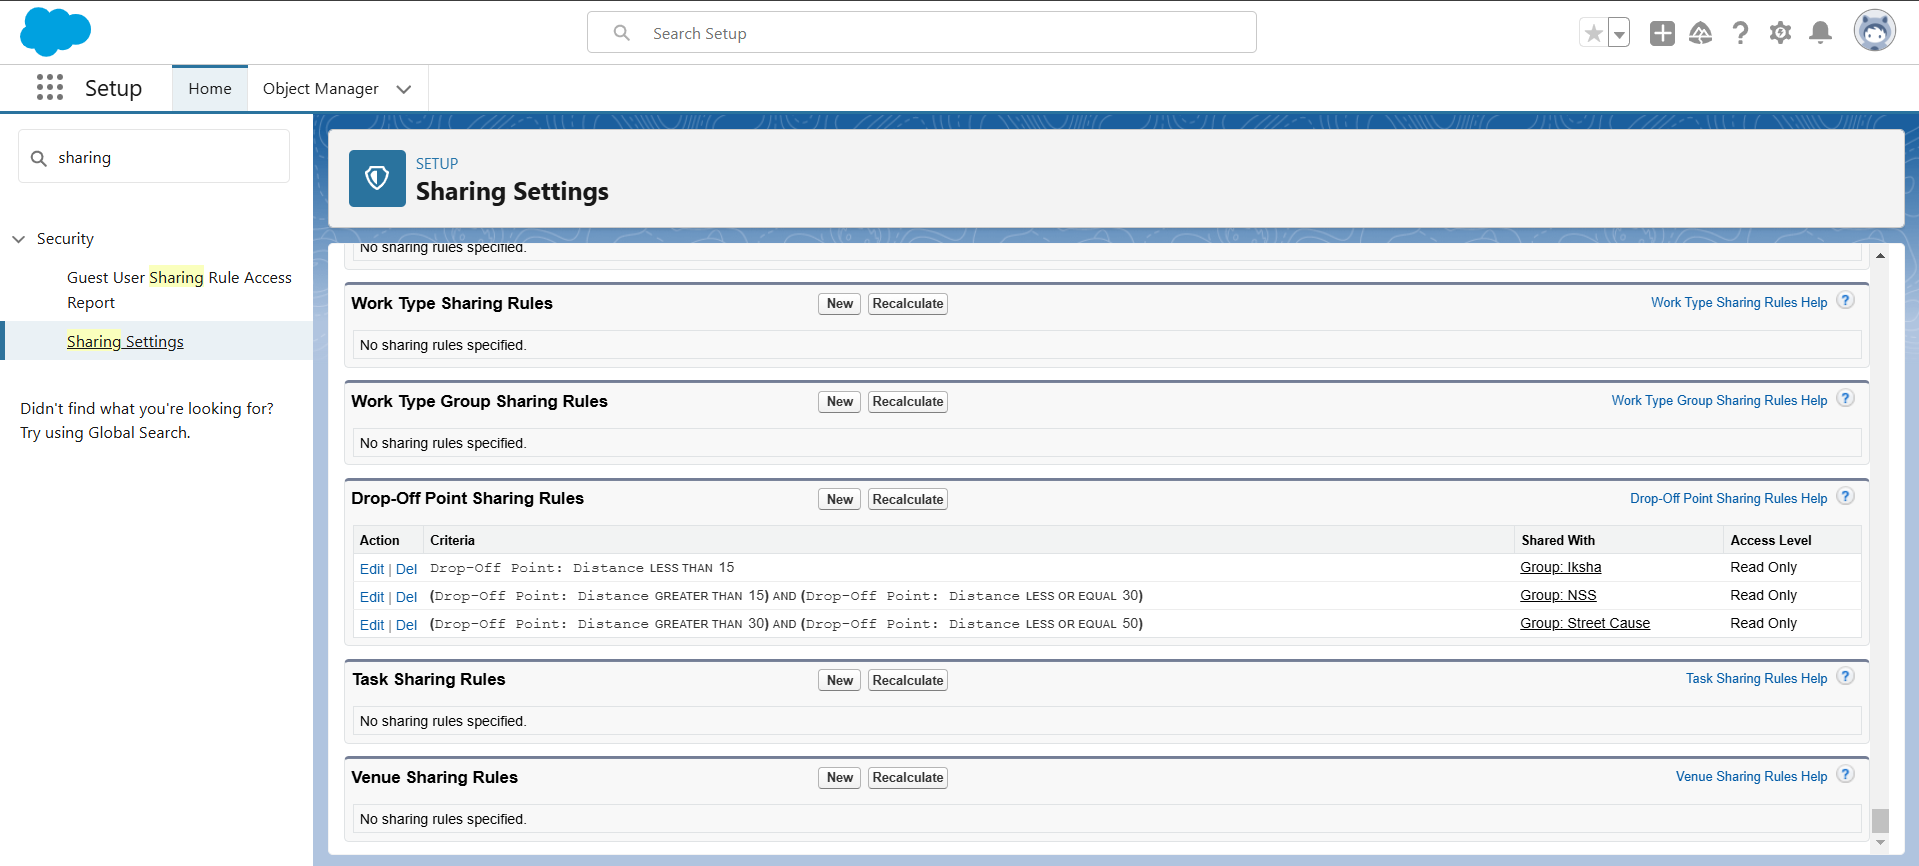 Search Setup
Setup
Home
Object Manager
sharing
Security
Guest User Sharing Rule Access
Report
Sharing Settings
Didn't find what you're looking for?
Try using Global Search.
SETUP
Sharing Settings
No sharing rules specified.
Work Type Sharing Rules New Recalculate Work Type Sharing Rules Help ?
No sharing rules specified.
Work Type Group Sharing Rules New Recalculate Work Type Group Sharing Rules Help ?
No sharing rules specified.
Drop-Off Point Sharing Rules New Recalculate Drop-Off Point Sharing Rules Help ?
Action Criteria Shared With Access Level
Edit | Del Drop-Off Point: Distance LESS THAN 15 Group: Iksha Read Only
Edit | Del (Drop-Off Point: Distance GREATER THAN 15) AND (Drop-Off Point: Distance LESS OR EQUAL 30) Group: NSS Read Only
Edit | Del (Drop-Off Point: Distance GREATER THAN 30) AND (Drop-Off Point: Distance LESS OR EQUAL 50) Group: Street Cause Read Only
Task Sharing Rules New Recalculate Task Sharing Rules Help ?
No sharing rules specified.
Venue Sharing Rules New Recalculate Venue Sharing Rules Help ?
No sharing rules specified.